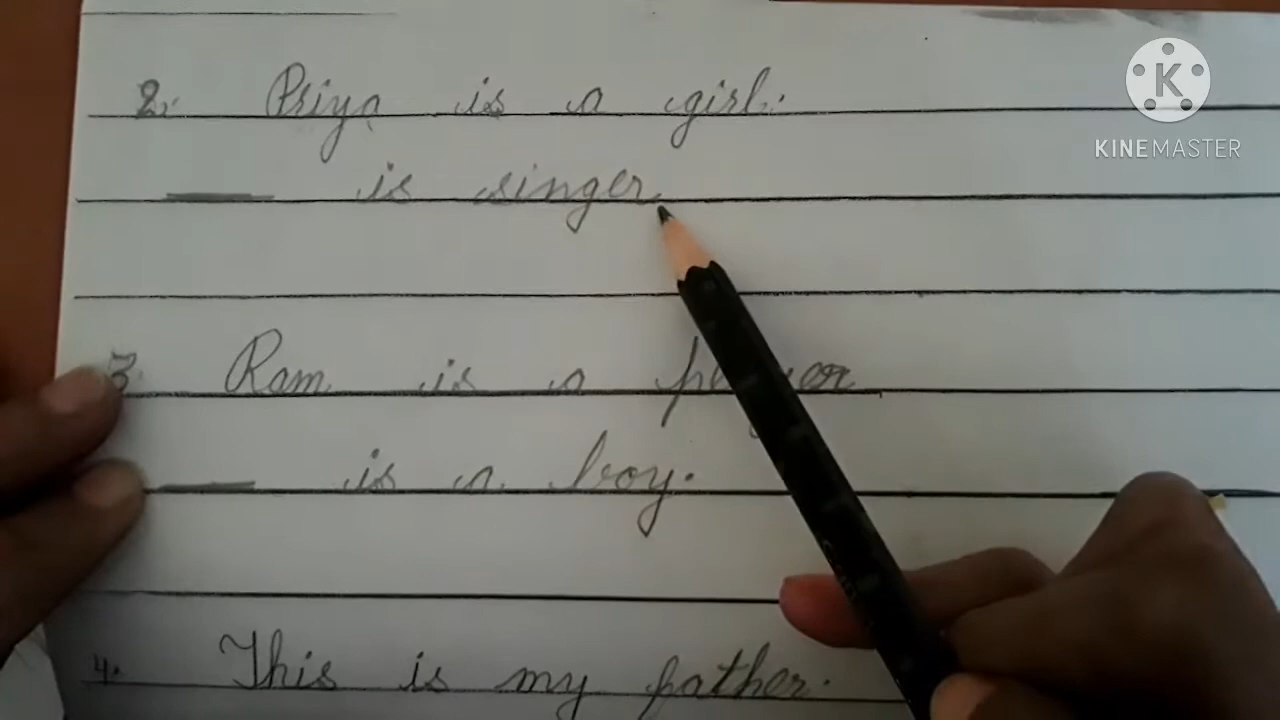 2. Priya is a girl.
is singer.
3. Ram is a
is a boy.
4. This is my father.
KINEMASTER